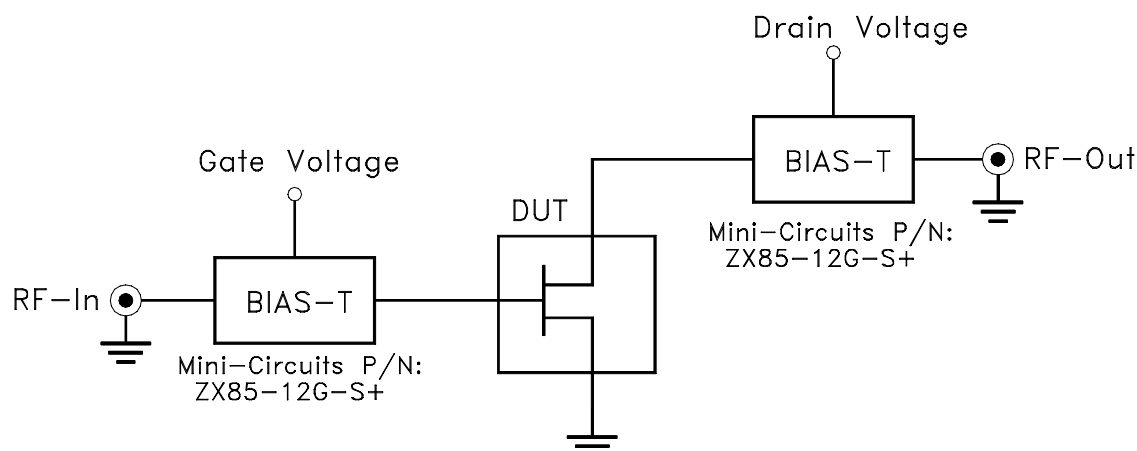 Drain Voltage
BIAS-T
RF-Out
Mini-Circuits P/N:
ZX85-12G-S+
Gate Voltage
DUT
RF-In
BIAS-T
Mini-Circuits P/N:
ZX85-12G-S+